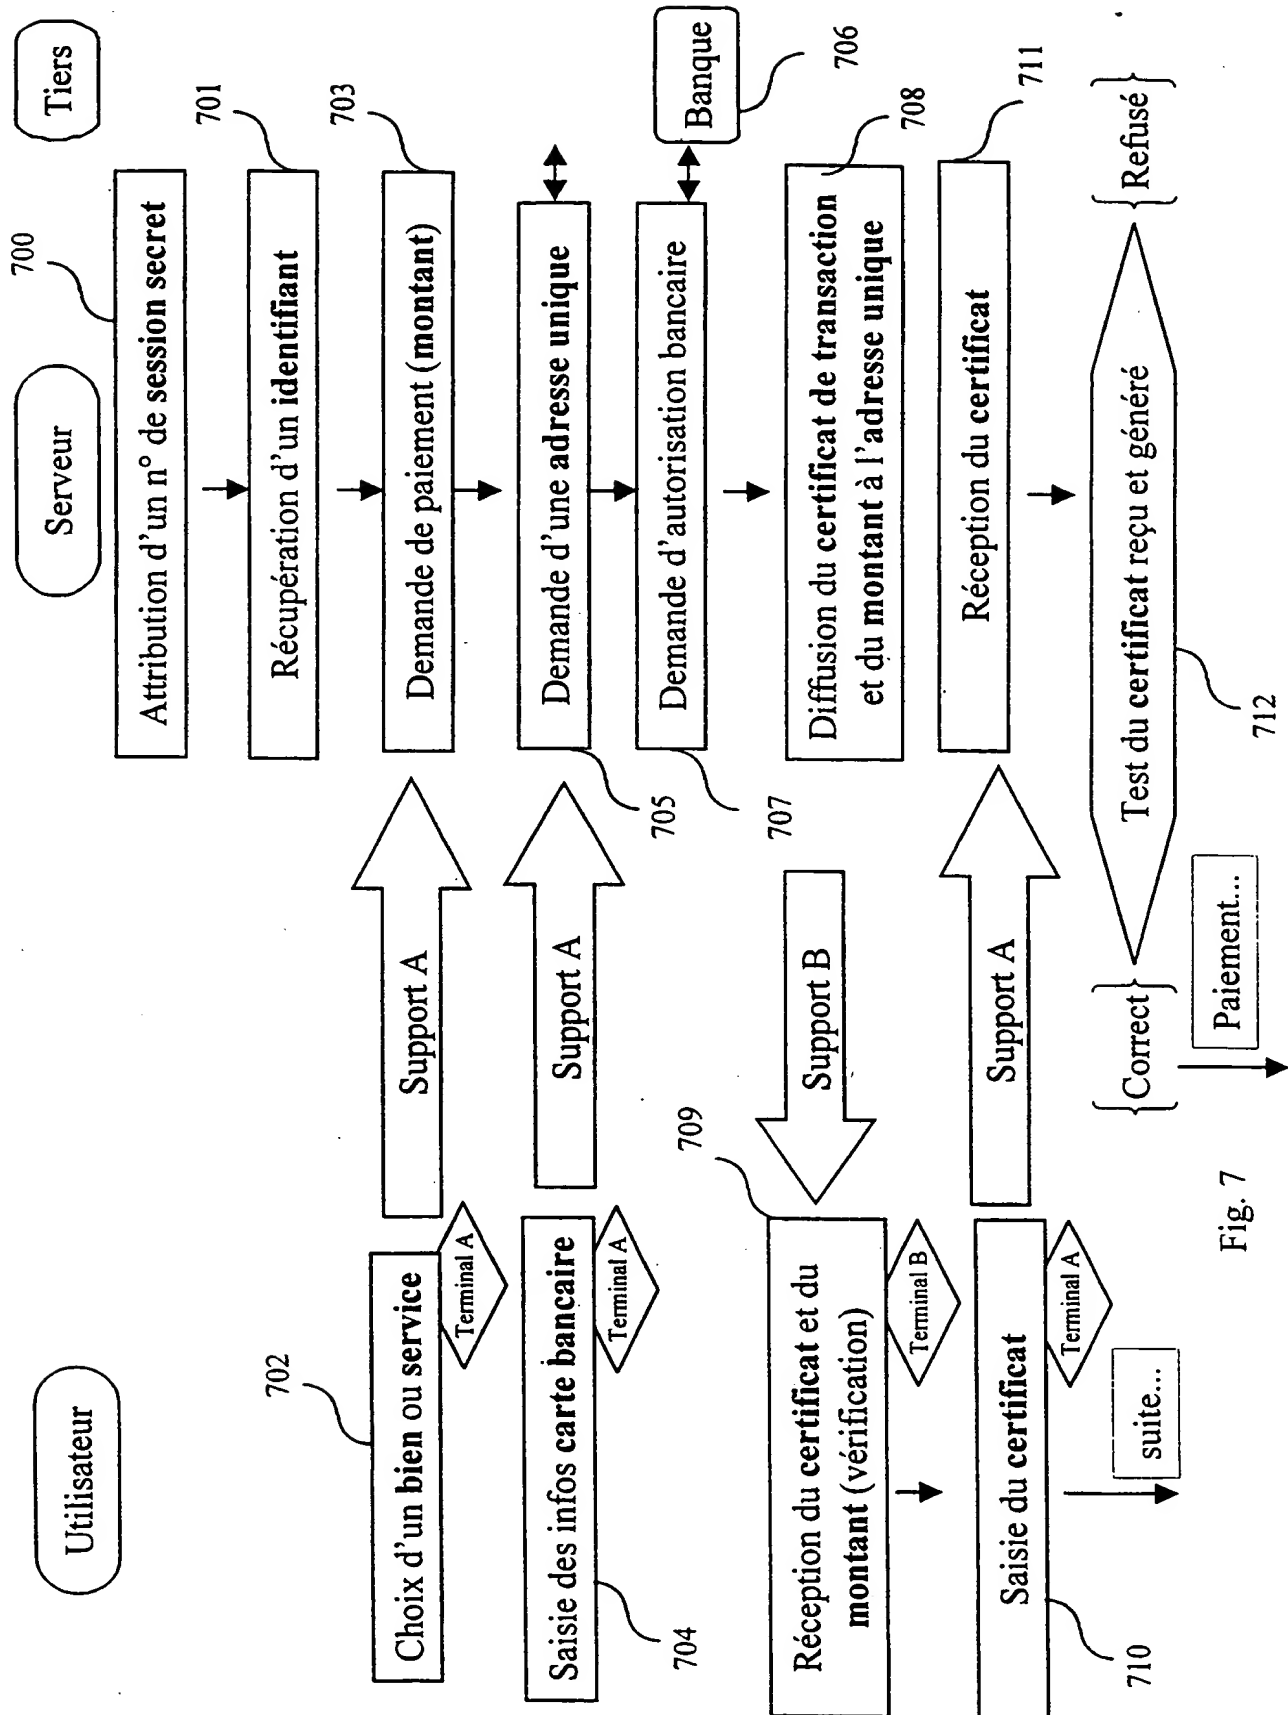 Utilisateur
Serveur
Tiers
700
Attribution d'un n° de session secret
701
Récupération d'un identifiant
702
Choix d'un bien ou service
Terminal A
Support A
703
Demande de paiement (montant)
Saisie des infos carte bancaire
704
Terminal A
Support A
Demande d'une adresse unique
705
Demande d'autorisation bancaire
707
Banque
706
708
Diffusion du certificat de transaction
et du montant à l'adresse unique
Support B
709
Réception du certificat et du
montant (vérification)
Terminal B
Saisie du certificat
710
Terminal A
Support A
711
Réception du certificat
suite...
{Correct}
Test du certificat reçu et généré
{Refusé}
712
Paiement...
Fig. 7